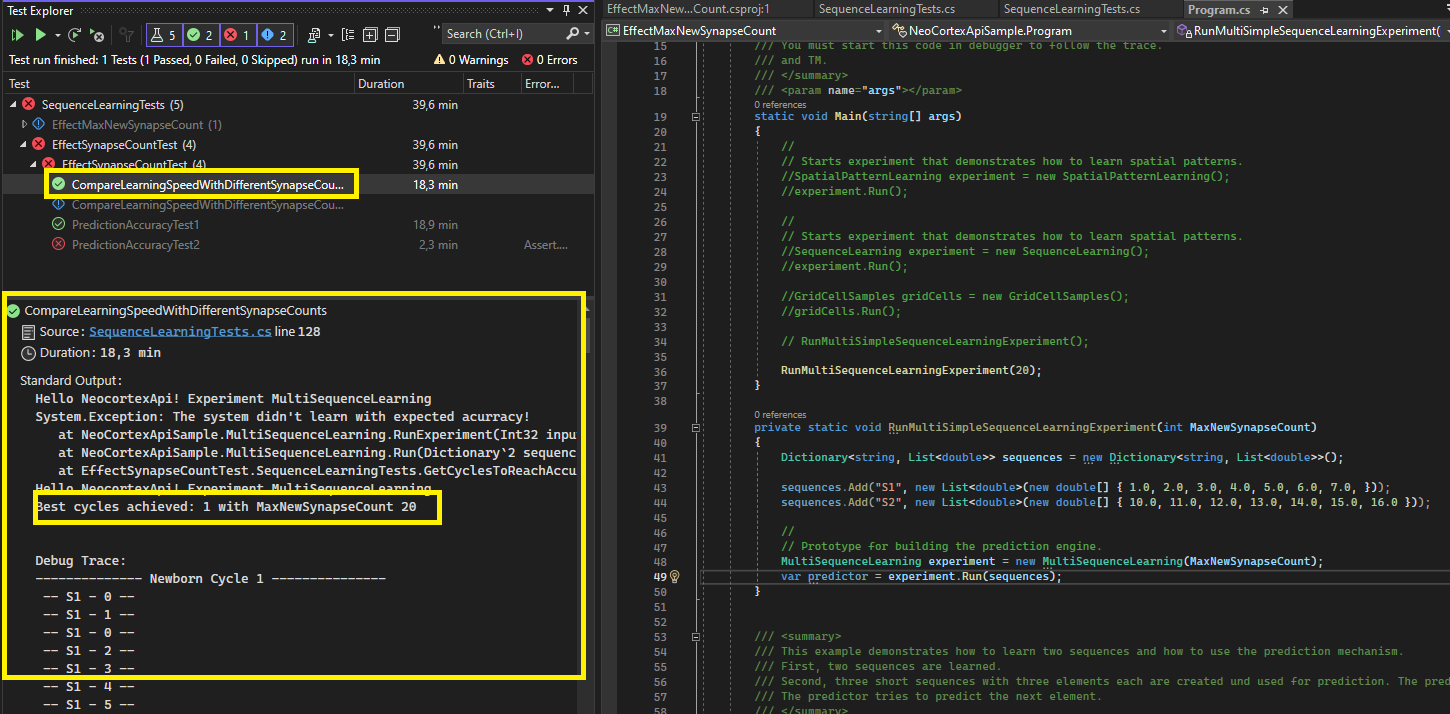 Test Explorer
5 2 1 2
Search (Ctrl+I)
Test run finished: 1 Tests (1 Passed, 0 Failed, 0 Skipped) run in 18,3 min
0 Warnings
0 Errors
Test Duration Traits Error...
SequenceLearningTests (5) 39,6 min
EffectMaxNewSynapseCount (1)
EffectSynapseCountTest (4) 39,6 min
EffectSynapseCountTest (4) 39,6 min
CompareLearningSpeedWithDifferentSynapseCou... 18,3 min
CompareLearningSpeedWithDifferentSynapseCou...
PredictionAccuracyTest1 18,9 min
PredictionAccuracyTest2 2,3 min Assert....
CompareLearningSpeedWithDifferentSynapseCounts
Source: SequenceLearningTests.cs line 128
Duration: 18,3 min
Standard Output:
Hello NeocortexApi! Experiment MultiSequenceLearning
System.Exception: The system didn't learn with expected acurracy!
at NeoCortexApiSample.MultiSequenceLearning.RunExperiment(Int32 inpu
at NeoCortexApiSample.MultiSequenceLearning.Run(Dictionary`2 sequenc
at EffectSynapseCountTest.SequenceLearningTests.GetCyclesToReachAccu
Hello NeocortexApi! Experiment MultiSequenceLearning
Best cycles achieved: 1 with MaxNewSynapseCount 20
Debug Trace:
-------------- Newborn Cycle 1 ---------------
-- S1 - 0 --
-- S1 - 1 --
-- S1 - 0 --
-- S1 - 2 --
-- S1 - 3 --
-- S1 - 4 --
-- S1 - 5 --
EffectMaxNew...Count.csproj:1
SequenceLearningTests.cs
SequenceLearningTests.cs
Program.cs
EffectMaxNewSynapseCount
NeoCortexApiSample.Program
RunMultiSimpleSequenceLearningExperiment(
15 /// You must start this code in debugger to follow the trace.
16 /// and TM.
17 /// </summary>
18 /// <param name="args"></param>
0 references
19 static void Main(string[] args)
20 {
21 //
22 // Starts experiment that demonstrates how to learn spatial patterns.
23 //SpatialPatternLearning experiment = new SpatialPatternLearning();
24 //experiment.Run();
25
26 //
27 // Starts experiment that demonstrates how to learn spatial patterns.
28 //SequenceLearning experiment = new SequenceLearning();
29 //experiment.Run();
30
31 //GridCellSamples gridCells = new GridCellSamples();
32 //gridCells.Run();
33
34 // RunMultiSimpleSequenceLearningExperiment();
35
36 RunMultiSequenceLearningExperiment(20);
37 }
38
0 references
39 private static void RunMultiSimpleSequenceLearningExperiment(int MaxNewSynapseCount)
40 {
41 Dictionary<string, List<double>> sequences = new Dictionary<string, List<double>>();
42
43 sequences.Add("S1", new List<double>(new double[] { 1.0, 2.0, 3.0, 4.0, 5.0, 6.0, 7.0, }));
44 sequences.Add("S2", new List<double>(new double[] { 10.0, 11.0, 12.0, 13.0, 14.0, 15.0, 16.0 }));
45
46 //
47 // Prototype for building the prediction engine.
48 MultiSequenceLearning experiment = new MultiSequenceLearning(MaxNewSynapseCount);
49 var predictor = experiment.Run(sequences);
50 }
51
52
53 /// <summary>
54 /// This example demonstrates how to learn two sequences and how to use the prediction mechanism.
55 /// First, two sequences are learned.
56 /// Second, three short sequences with three elements each are created und used for prediction. The pred
57 /// The predictor tries to predict the next element.
58 /// </summary>